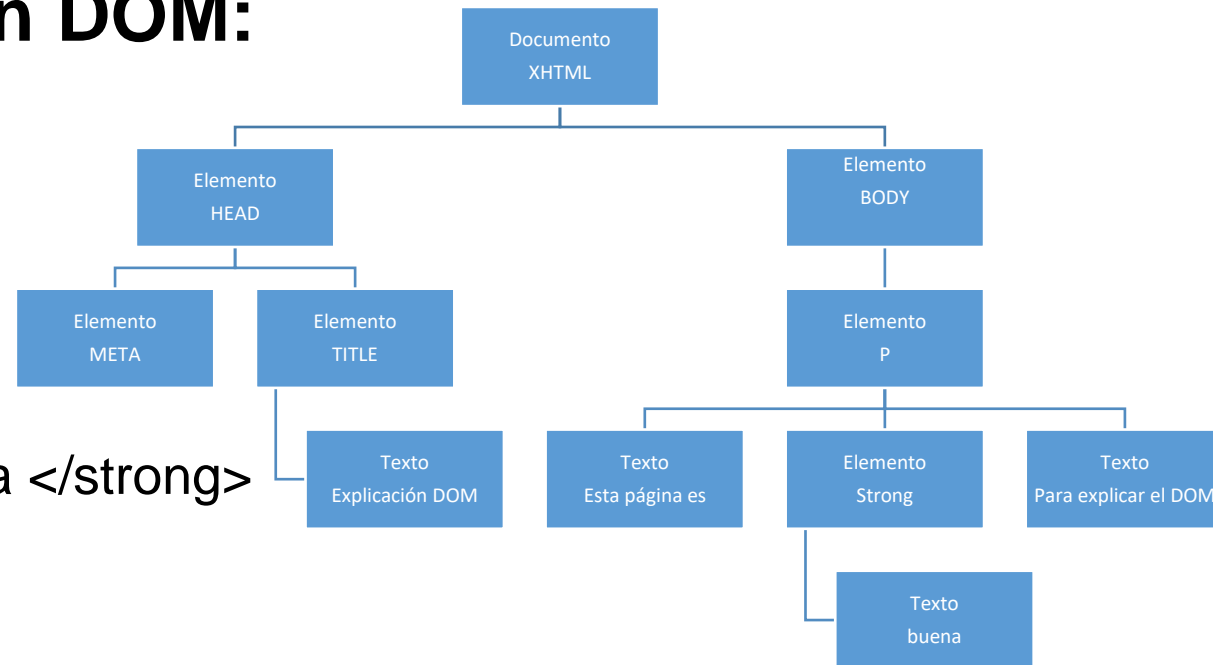 n DOM:
Documento
XHTML
Elemento
HEAD
Elemento
BODY
Elemento
META
Elemento
TITLE
Elemento
P
a </strong>
Texto
Explicación DOM
Texto
Esta página es
Elemento
Strong
Texto
Para explicar el DOM
Texto
buena